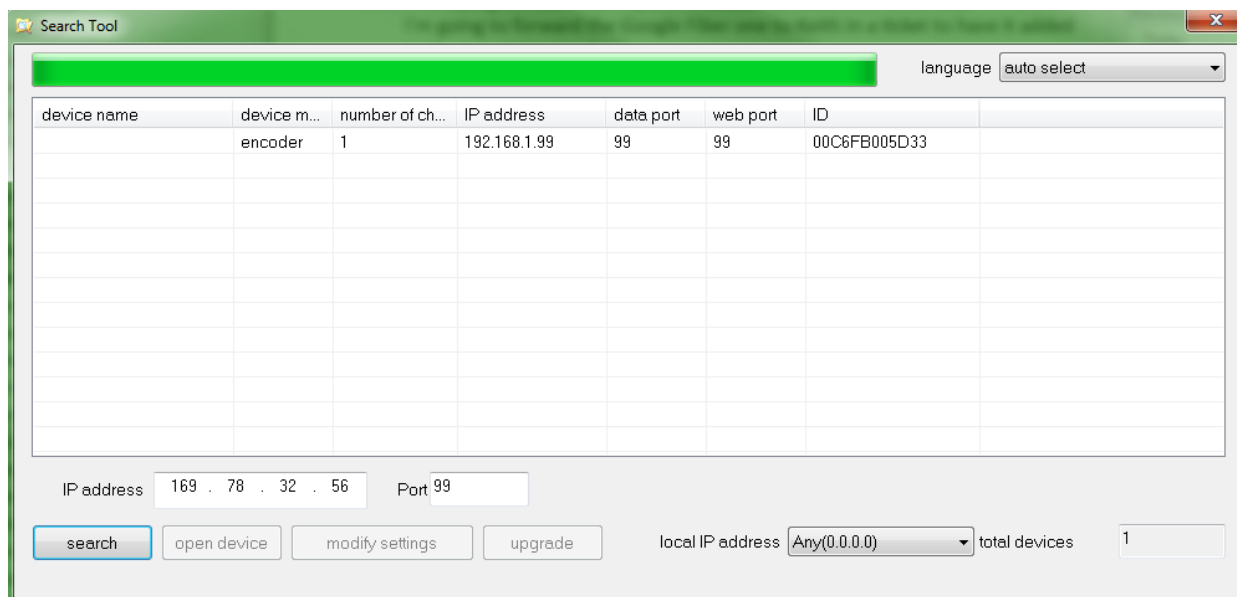 Search Tool
language auto select
device name device m... number of ch... IP address data port web port ID
encoder 1 192.168.1.99 99 99 00C6FB005D33
IP address 169 . 78 . 32 . 56 Port 99
search open device modify settings upgrade local IP address Any(0.0.0.0) total devices 1